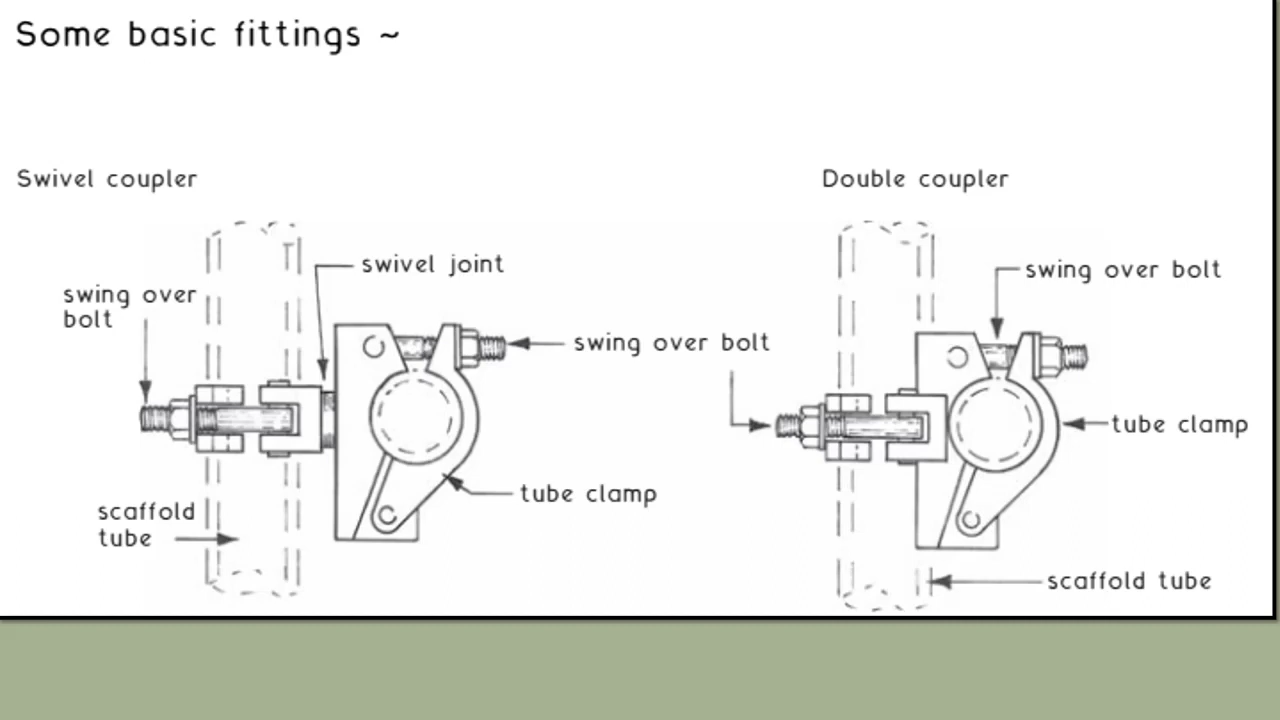 Some basic fittings ~
Swivel coupler
Double coupler
swivel joint
swing over bolt
swing over
bolt
swing over bolt
tube clamp
tube clamp
scaffold
tube
scaffold tube